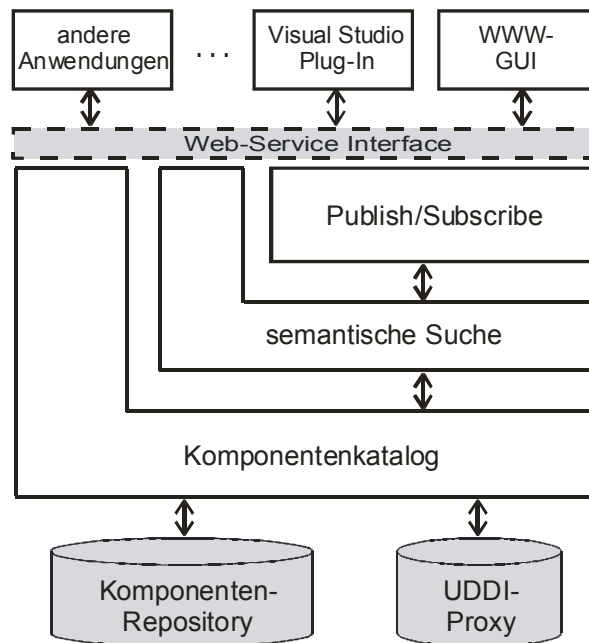 andere
Anwendungen
...
Visual Studio
Plug-In
WWW-
GUI
Web-Service Interface
Publish/Subscribe
semantische Suche
Komponentenkatalog
Komponenten-
Repository
UDDI-
Proxy